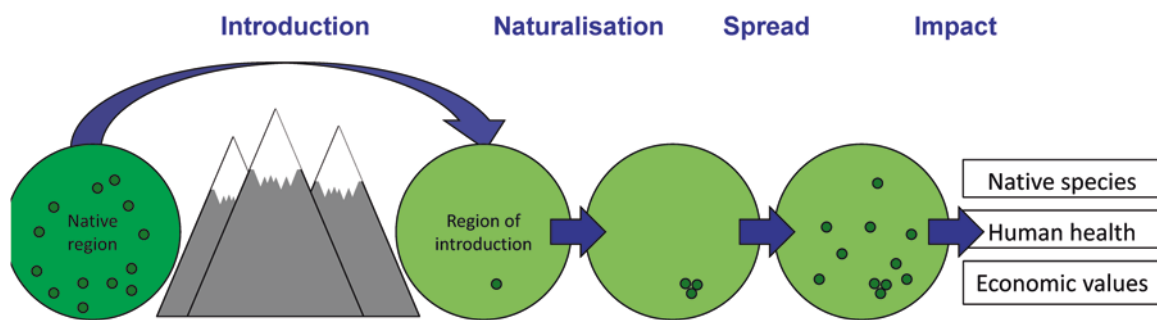 Introduction Naturalisation Spread Impact
Native
region
Region of
introduction
Native species
Human health
Economic values